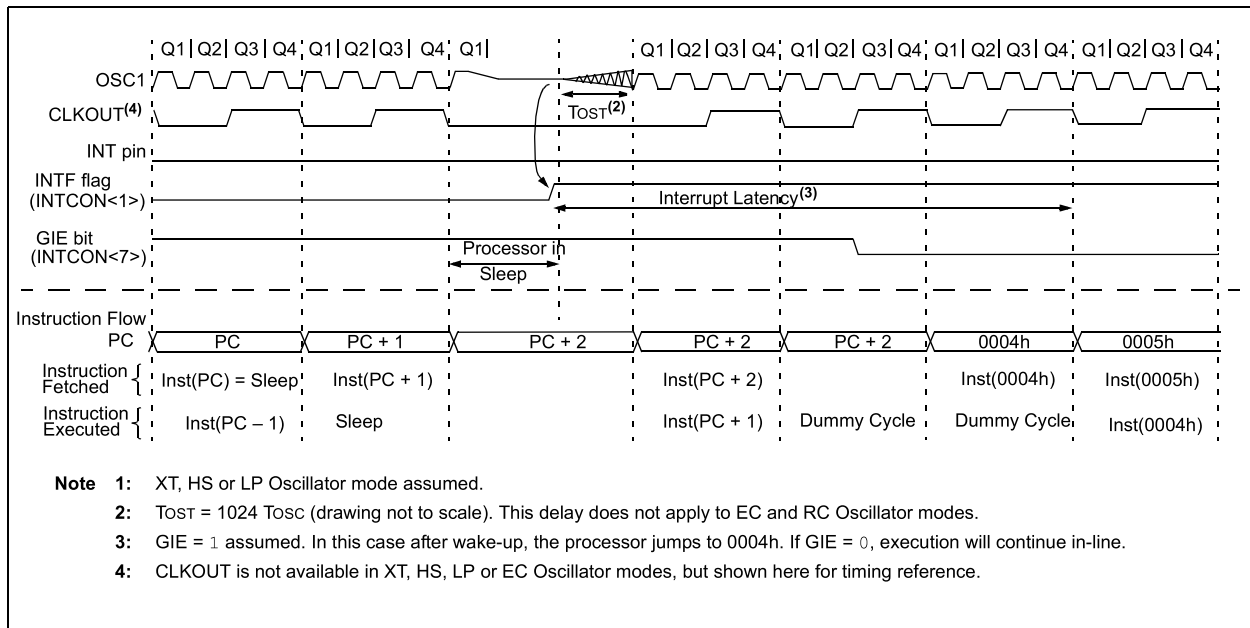 Q1 Q2 Q3 Q4 Q1 Q2 Q3 Q4 Q1 Q1 Q2 Q3 Q4 Q1 Q2 Q3 Q4 Q1 Q2 Q3 Q4 Q1 Q2 Q3 Q4
OSC1
TOST(2)
CLKOUT(4)
INT pin
INTF flag
(INTCON<1>)
Interrupt Latency(3)
GIE bit
(INTCON<7>)
Processor in
Sleep
Instruction Flow
PC PC PC + 1 PC + 2 PC + 2 PC + 2 0004h 0005h
Instruction
Fetched
Inst(PC) = Sleep Inst(PC + 1) Inst(PC + 2) Inst(0004h) Inst(0005h)
Instruction
Executed
Inst(PC – 1) Sleep Inst(PC + 1) Dummy Cycle Dummy Cycle Inst(0004h)
Note 1: XT, HS or LP Oscillator mode assumed.
2: TOST = 1024 TOSC (drawing not to scale). This delay does not apply to EC and RC Oscillator modes.
3: GIE = 1 assumed. In this case after wake-up, the processor jumps to 0004h. If GIE = 0, execution will continue in-line.
4: CLKOUT is not available in XT, HS, LP or EC Oscillator modes, but shown here for timing reference.